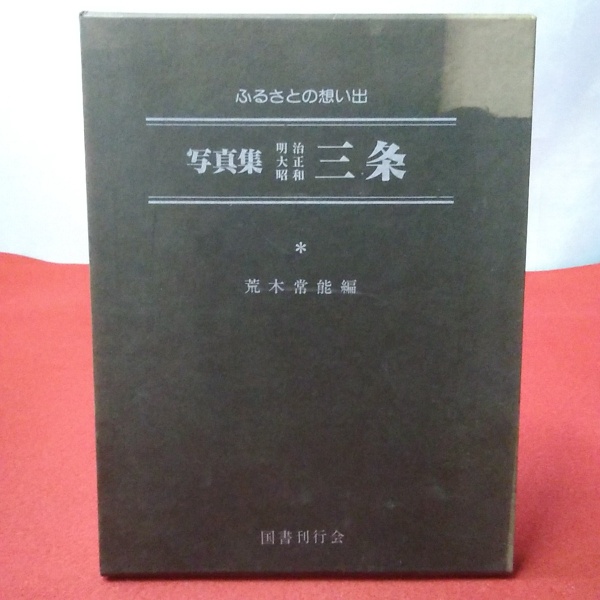 ふるさとの想い出
写真集 明治大正昭和 三条
*
荒木常能編
国書刊行会